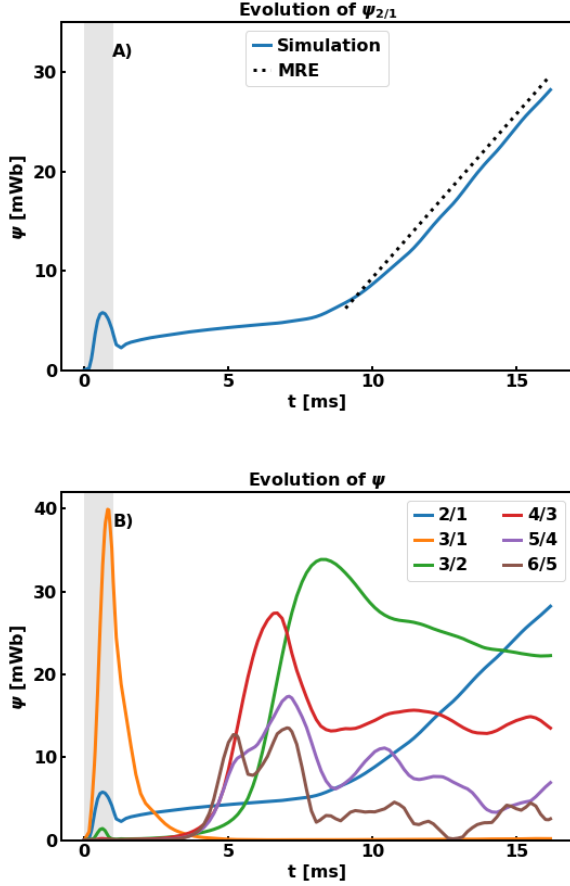 Evolution of ψ2/1
A)
Simulation
MRE
30
20
10
0
ψ [mWb]
0 5 10 15
t [ms]
Evolution of ψ
B)
2/1 4/3
3/1 5/4
3/2 6/5
40
30
20
10
0
ψ [mWb]
0 5 10 15
t [ms]